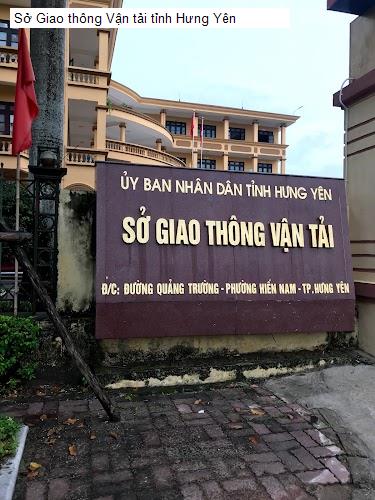 Sở Giao thông Vận tải tỉnh Hưng Yên
ỦY BAN NHÂN DÂN TỈNH HƯNG YÊN
SỞ GIAO THÔNG VẬN TẢI
Đ/C: ĐƯỜNG QUẢNG TRƯỜNG - PHƯỜNG HIẾN NAM - TP.HƯNG YÊN